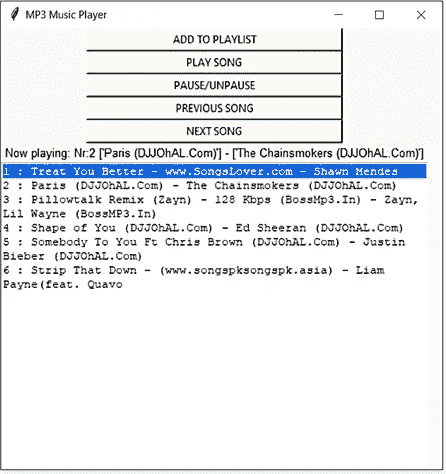 MP3 Music Player
ADD TO PLAYLIST
PLAY SONG
PAUSE/UNPAUSE
PREVIOUS SONG
NEXT SONG
Now playing: Nr:2 ['Paris (DJJOhAL.Com)'] - ['The Chainsmokers (DJJOhAL.Com)']
1 : Treat You Better - www.SongsLover.com - Shawn Mendes
2 : Paris (DJJOhAL.Com) - The Chainsmokers (DJJOhAL.Com)
3 : Pillowtalk Remix (Zayn) - 128 Kbps (BossMp3.In) - Zayn,
Lil Wayne (BossMP3.In)
4 : Shape of You (DJJOhAL.Com) - Ed Sheeran (DJJOhAL.Com)
5 : Somebody To You Ft Chris Brown (DJJOhAL.Com) - Justin
Bieber (DJJOhAL.Com)
6 : Strip That Down - (www.songspksongspk.asia) - Liam
Payne(feat. Quavo